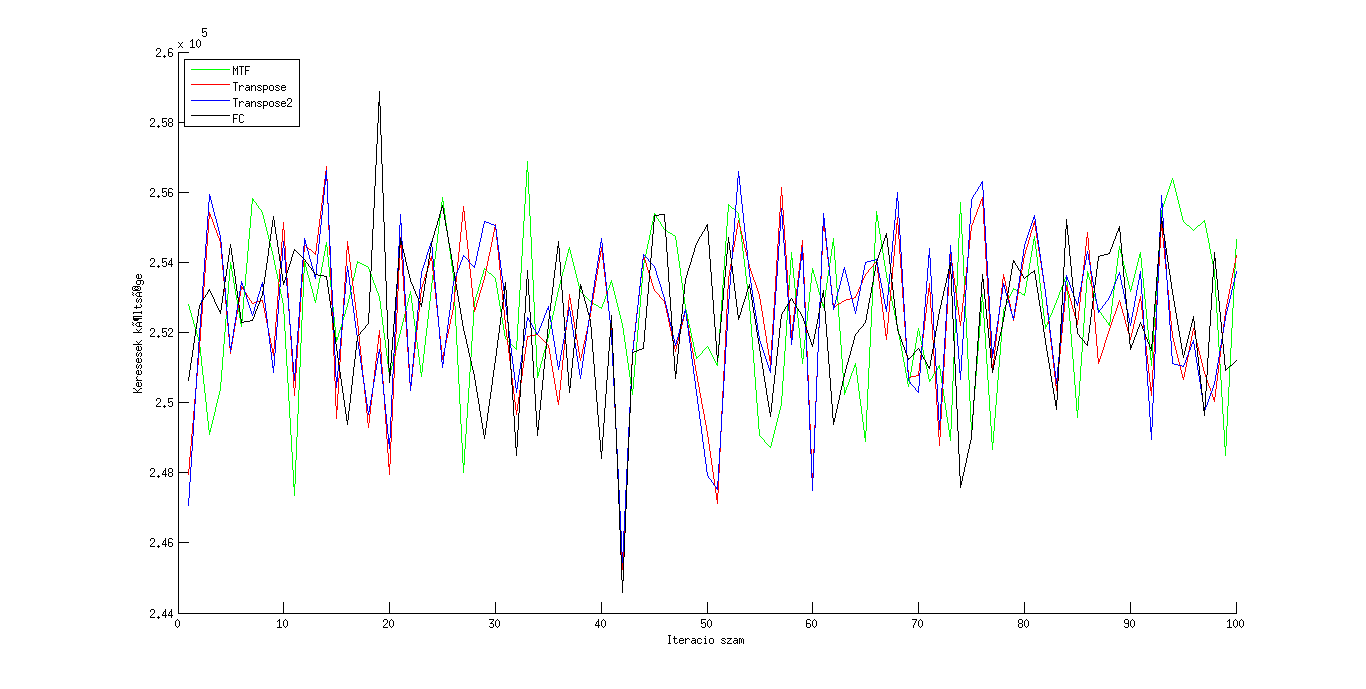 x 10^5
2.6
2.58
2.56
2.54
2.52
2.5
2.48
2.46
2.44
MTF
Transpose
Transpose2
FC
Keresesek kÃ¶ltsÃ©ge
0 10 20 30 40 50 60 70 80 90 100
Iteracio szam